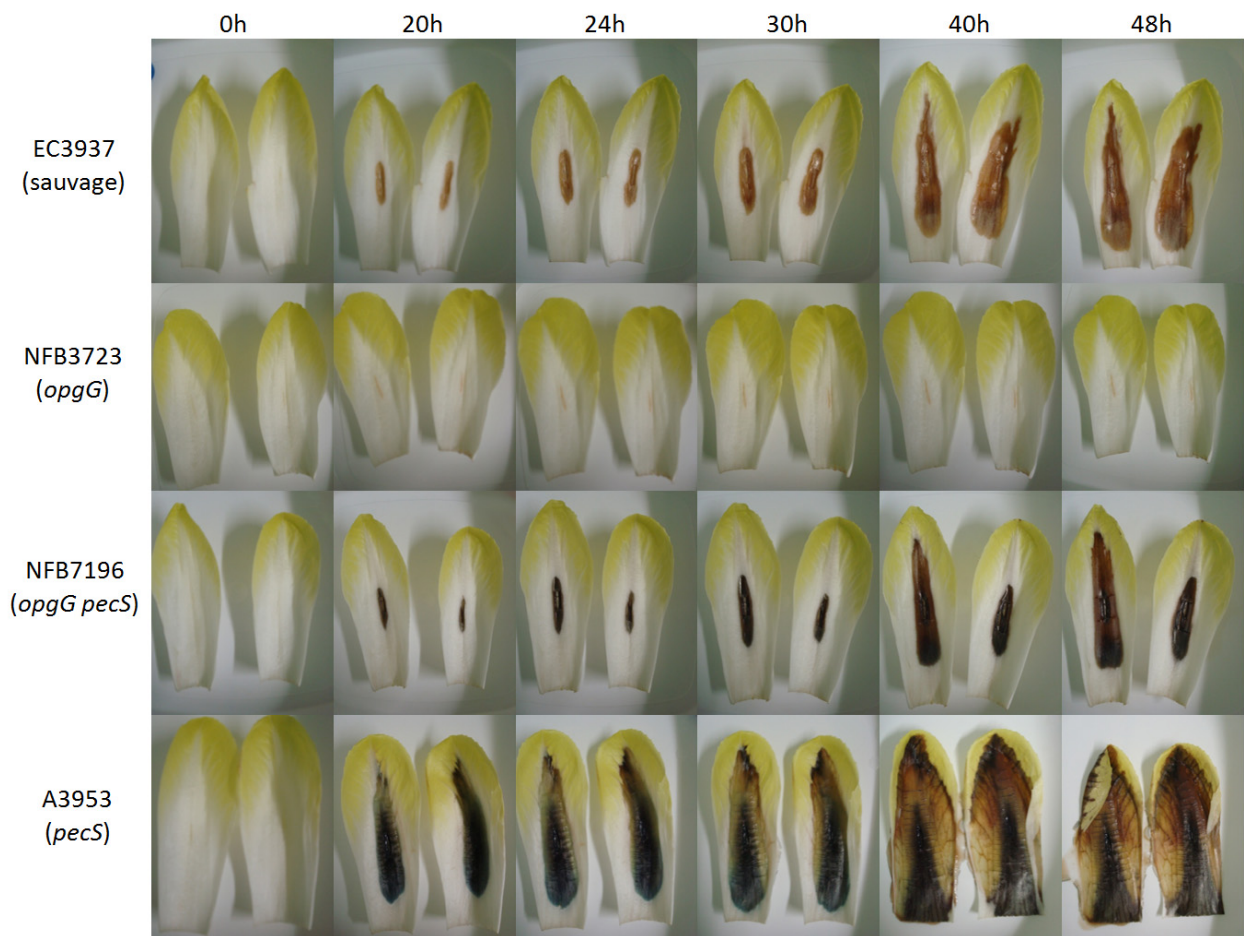 0h 20h 24h 30h 40h 48h
EC3937
(sauvage)
NFB3723
(opgG)
NFB7196
(opgG pecS)
A3953
(pecS)